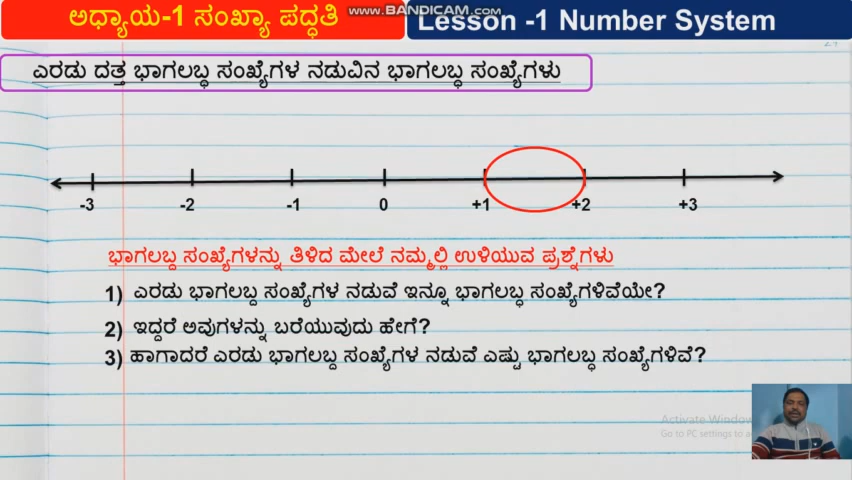 ಅಧ್ಯಾಯ-1 ಸಂಖ್ಯಾ ಪದ್ಧತಿ
www.BANDICAM.com
Lesson -1 Number System
ಎರಡು ದತ್ತ ಭಾಗಲಬ್ಧ ಸಂಖ್ಯೆಗಳ ನಡುವಿನ ಭಾಗಲಬ್ಧ ಸಂಖ್ಯೆಗಳು
-3 -2 -1 0 +1 +2 +3
ಭಾಗಲಬ್ದ ಸಂಖ್ಯೆಗಳನ್ನು ತಿಳಿದ ಮೇಲೆ ನಮ್ಮಲ್ಲಿ ಉಳಿಯುವ ಪ್ರಶ್ನೆಗಳು
1) ಎರಡು ಭಾಗಲಬ್ದ ಸಂಖ್ಯೆಗಳ ನಡುವೆ ಇನ್ನೂ ಭಾಗಲಬ್ಧ ಸಂಖ್ಯೆಗಳಿವೆಯೇ?
2) ಇದ್ದರೆ ಅವುಗಳನ್ನು ಬರೆಯುವುದು ಹೇಗೆ?
3) ಹಾಗಾದರೆ ಎರಡು ಭಾಗಲಬ್ದ ಸಂಖ್ಯೆಗಳ ನಡುವೆ ಎಷ್ಟು ಭಾಗಲಬ್ಧ ಸಂಖ್ಯೆಗಳಿವೆ?
Activate Window
Go to PC settings to a